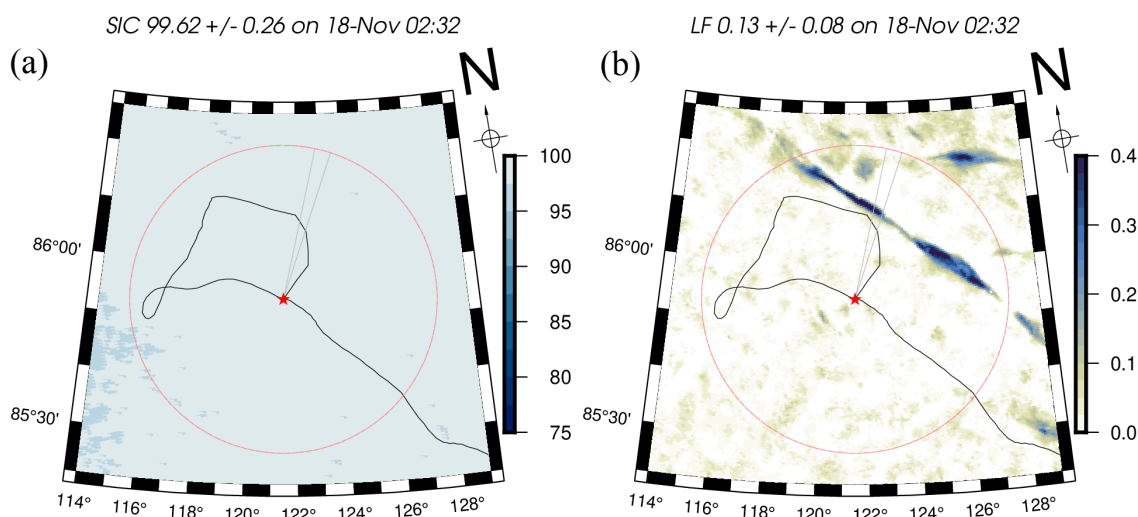 SIC 99.62 +/- 0.26 on 18-Nov 02:32
(a)
N
100
95
90
85
80
75
86°00'
85°30'
114° 116° 118° 120° 122° 124° 126° 128°
LF 0.13 +/- 0.08 on 18-Nov 02:32
(b)
N
0.4
0.3
0.2
0.1
0.0
86°00'
85°30'
114° 116° 118° 120° 122° 124° 126° 128°